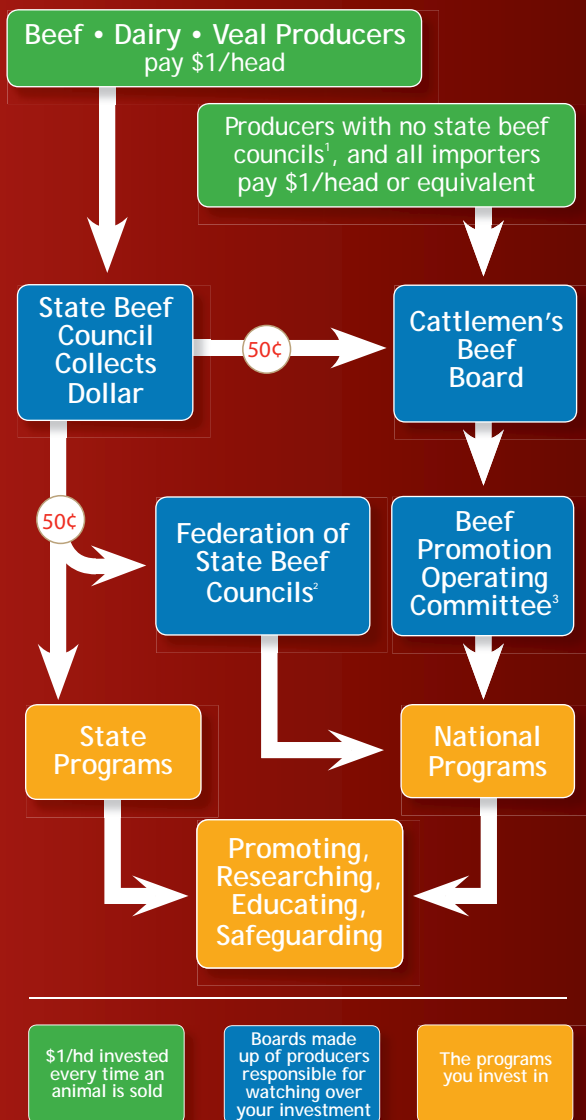 Beef • Dairy • Veal Producers
pay $1/head
Producers with no state beef
councils¹, and all importers
pay $1/head or equivalent
State Beef
Council
Collects
Dollar
50¢
Cattlemen's
Beef
Board
50¢
Federation of
State Beef
Councils²
Beef
Promotion
Operating
Committee³
State
Programs
National
Programs
Promoting,
Researching,
Educating,
Safeguarding
$1/hd invested
every time an
animal is sold
Boards made
up of producers
responsible for
watching over
your investment
The programs
you invest in